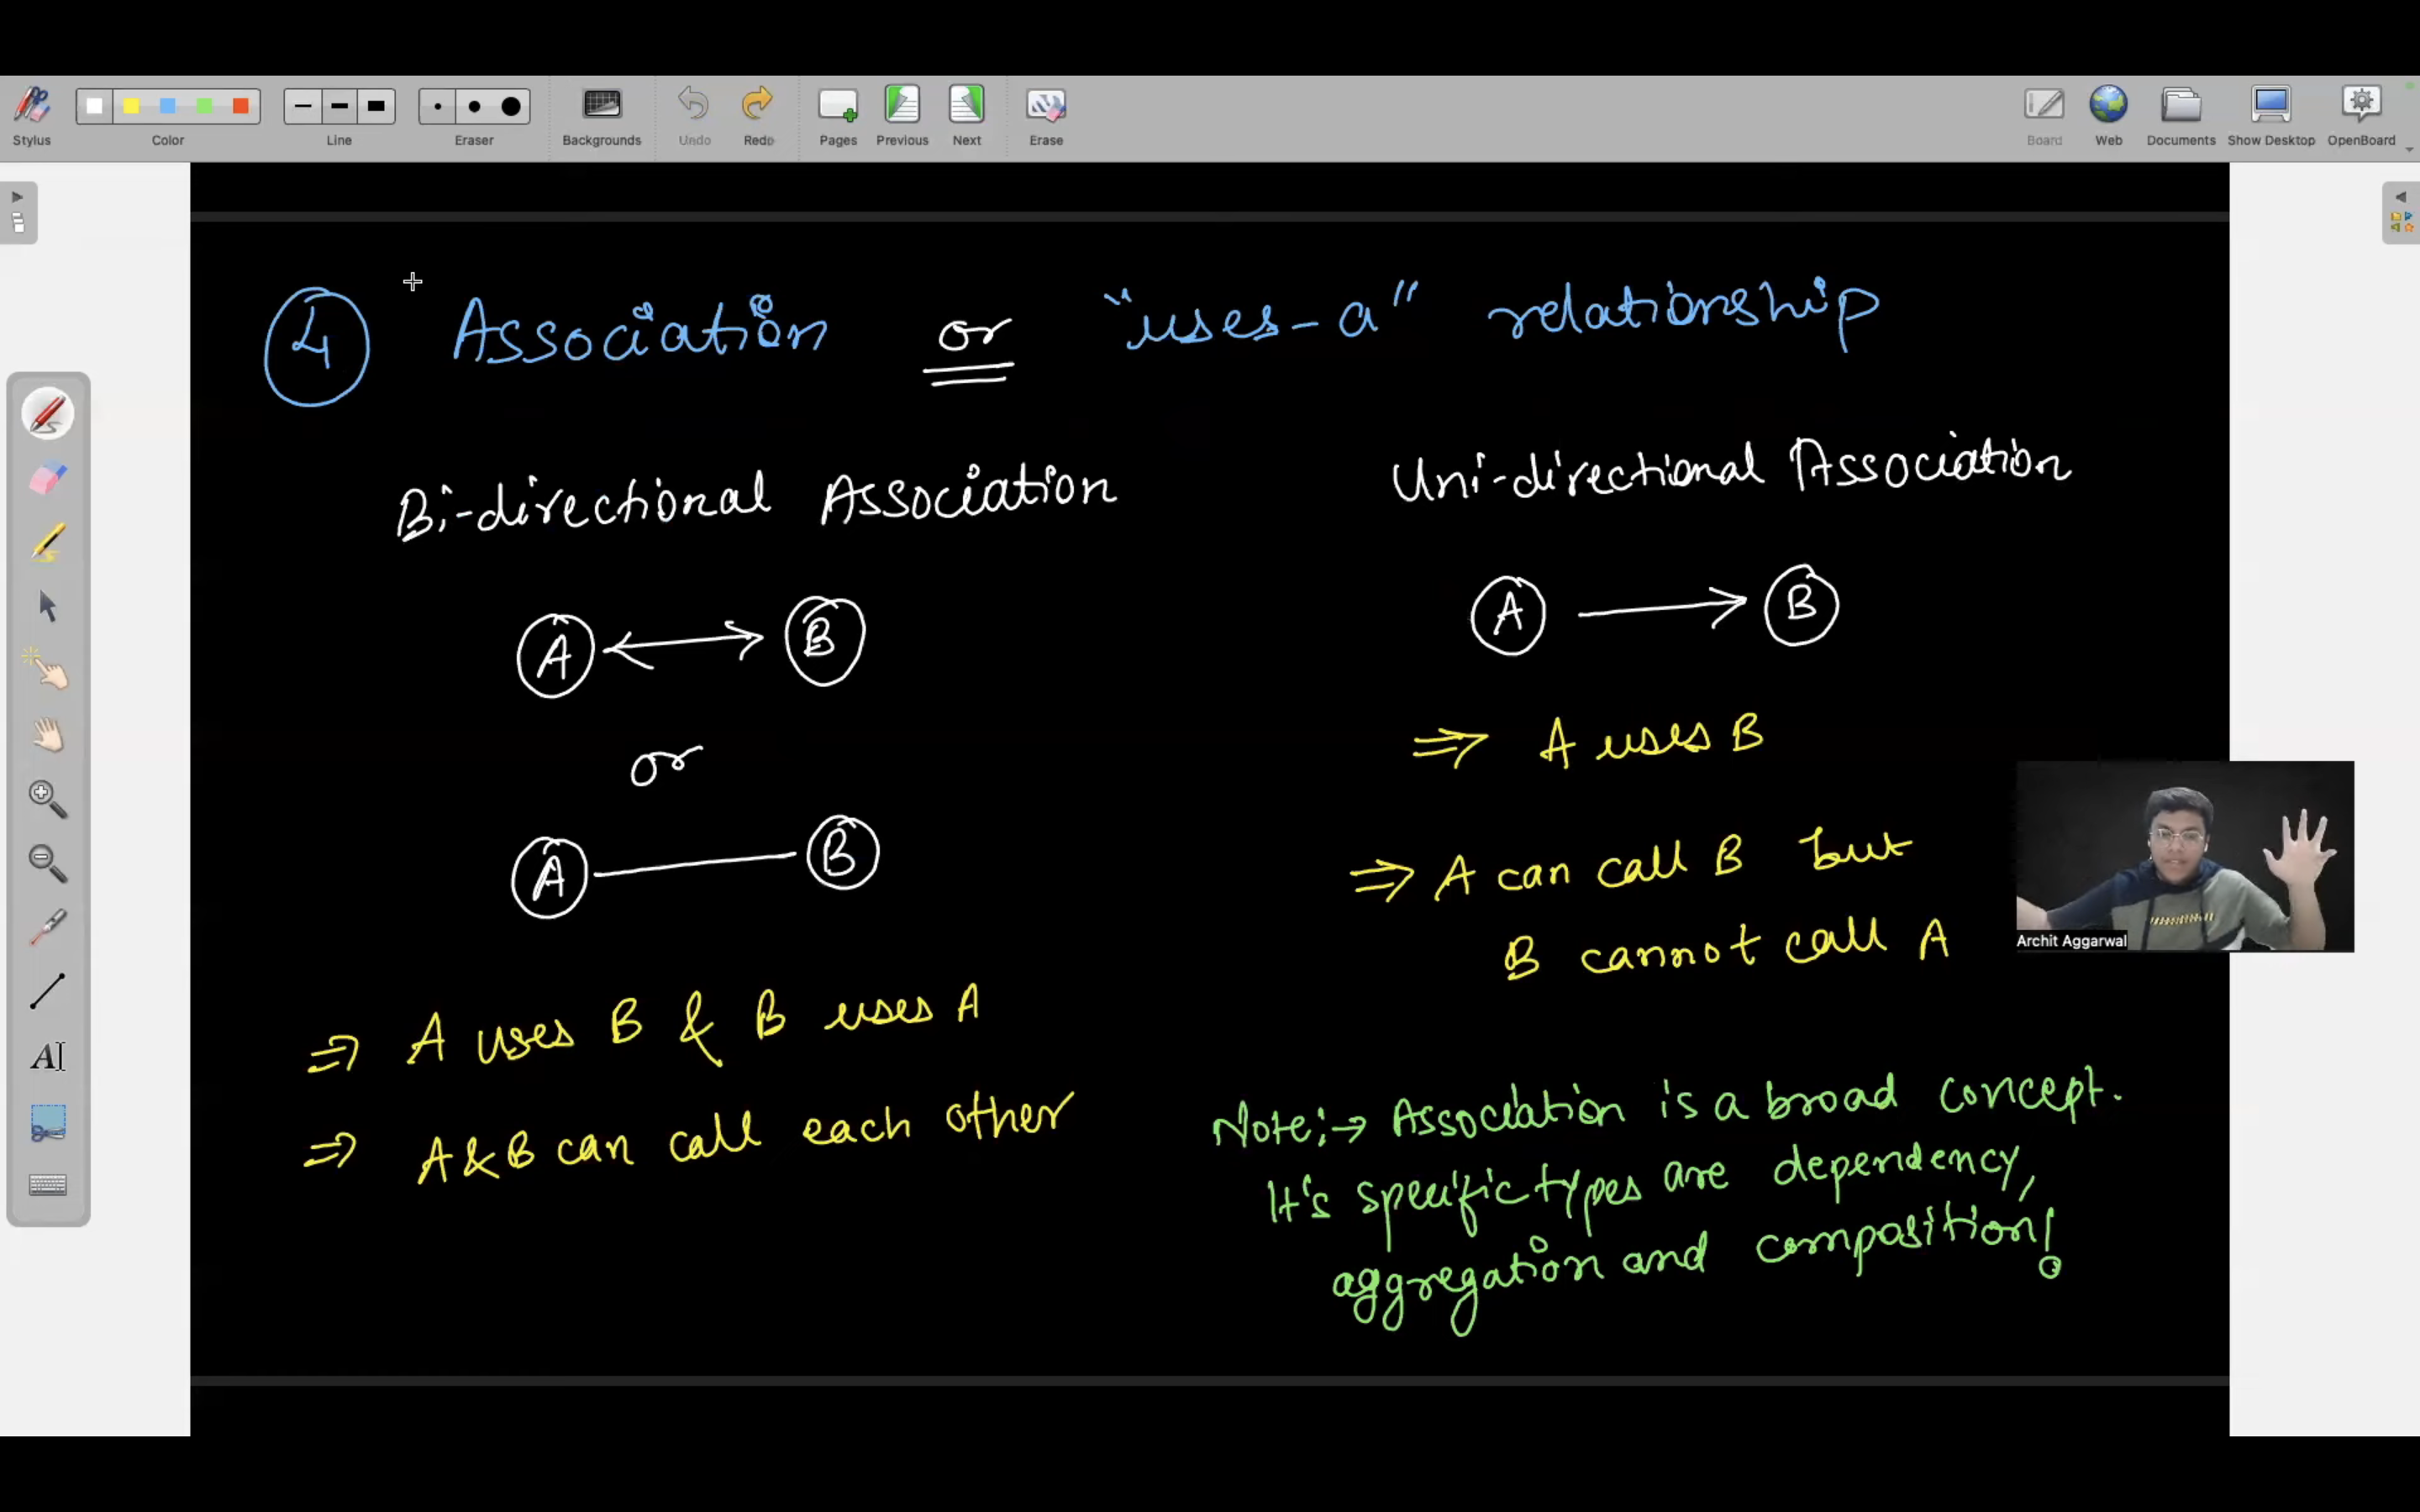 Stylus
Color
Line
Eraser
Backgrounds
Undo
Redo
Pages
Previous
Next
Erase
Board
Web
Documents
Show Desktop
OpenBoard
4 Association or "uses-a" relationship
Bi-directional Association
A B
or
A B
⇒ A uses B & B uses A
⇒ A & B can call each other
Uni-directional Association
A B
⇒ A uses B
⇒ A can call B but
B cannot call A
Note:→ Association is a broad concept.
It's specific types are dependency,
aggregation and composition!
Archit Aggarwal
A